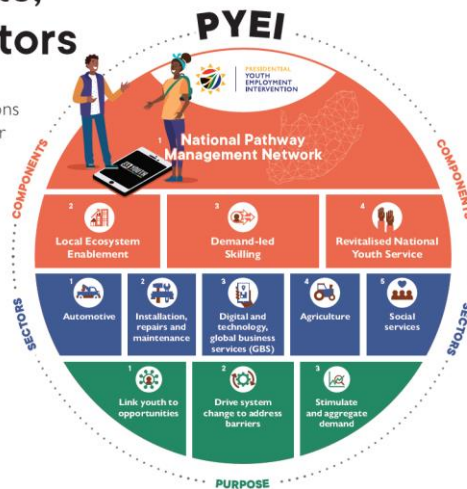 tors
ons
r
PYEI
PRESIDENTIAL
YOUTH
EMPLOYMENT
INTERVENTION
COMPONENTS
COMPONENTS
1
National Pathway
Management Network
YOUTH
2
Local Ecosystem
Enablement
3
Demand-led
Skilling
4
Revitalised National
Youth Service
SECTORS
SECTORS
1
Automotive
2
Installation,
repairs and
maintenance
3
Digital and
technology,
global business
services (GBS)
4
Agriculture
5
Social
services
1
Link youth to
opportunities
2
Drive system
change to address
barriers
3
Stimulate
and aggregate
demand
PURPOSE